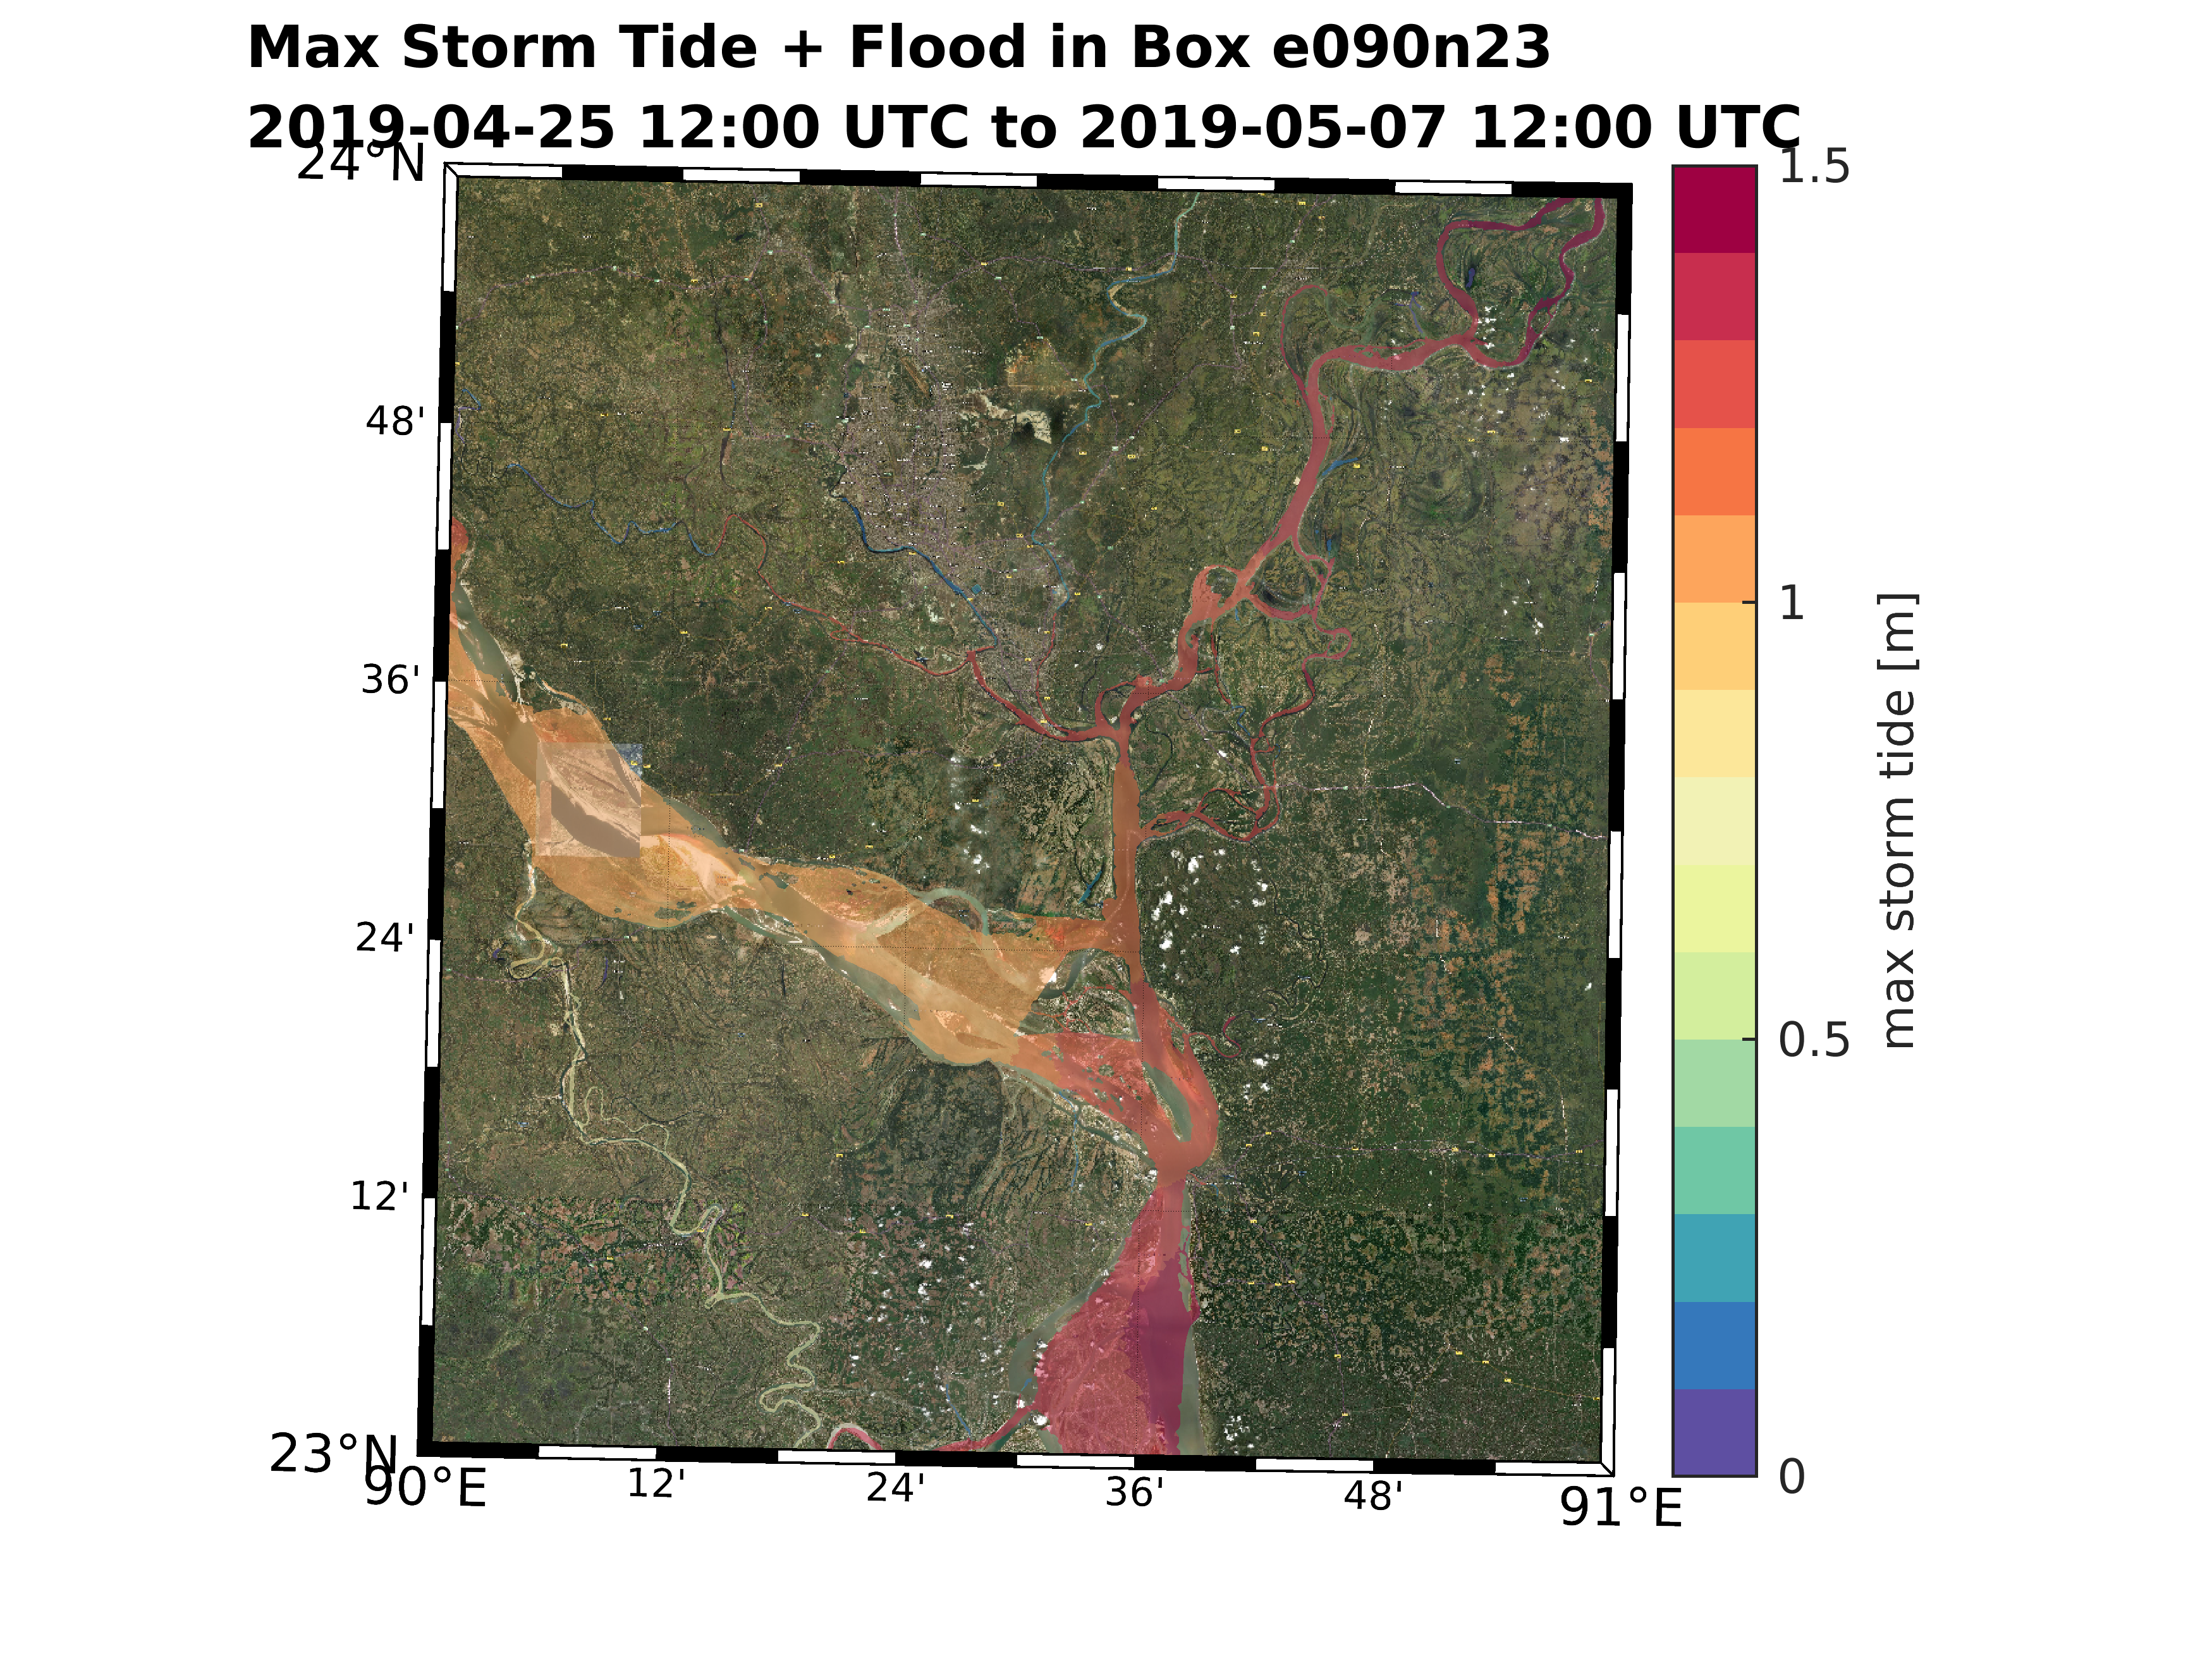 Max Storm Tide + Flood in Box e090n23
2019-04-25 12:00 UTC to 2019-05-07 12:00 UTC
24°N
48'
36'
24'
12'
23°N
90°E
12'
24'
36'
48'
91°E
1.5
1
0.5
0
max storm tide [m]